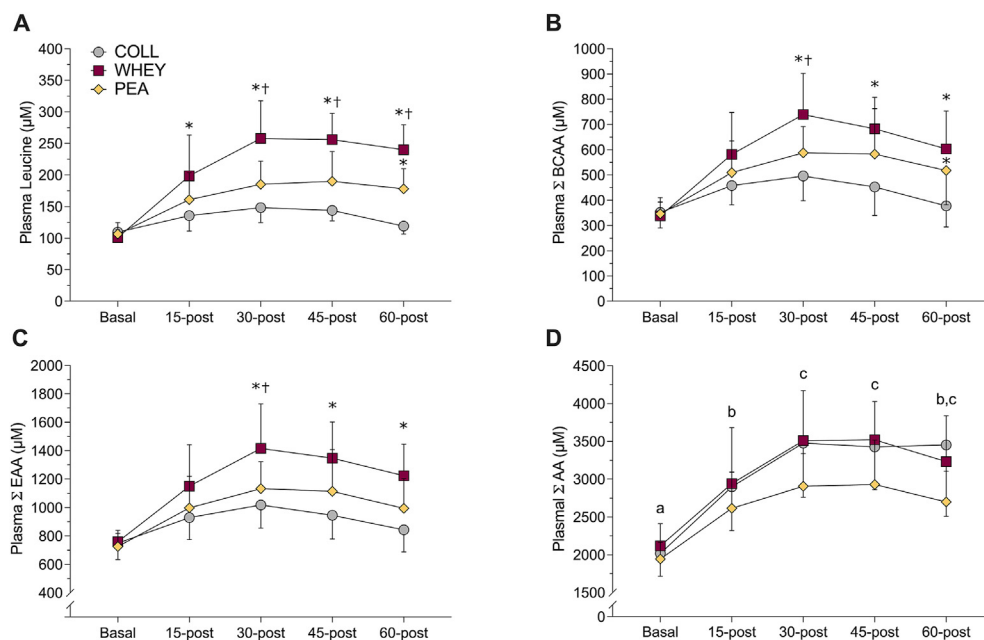 A
400
350
300
250
200
150
100
50
0
Plasma Leucine (µM)
COLL
WHEY
PEA
*
*†
*†
*†
*
Basal 15-post 30-post 45-post 60-post
B
1000
900
800
700
600
500
400
300
200
100
0
Plasma Σ BCAA (µM)
*†
*
*
*
Basal 15-post 30-post 45-post 60-post
C
2000
1800
1600
1400
1200
1000
800
600
400
Plasma Σ EAA (µM)
*†
*
*
Basal 15-post 30-post 45-post 60-post
D
4500
4000
3500
3000
2500
2000
1500
0
Plasmal Σ AA (µM)
a
b
c
c
b,c
Basal 15-post 30-post 45-post 60-post